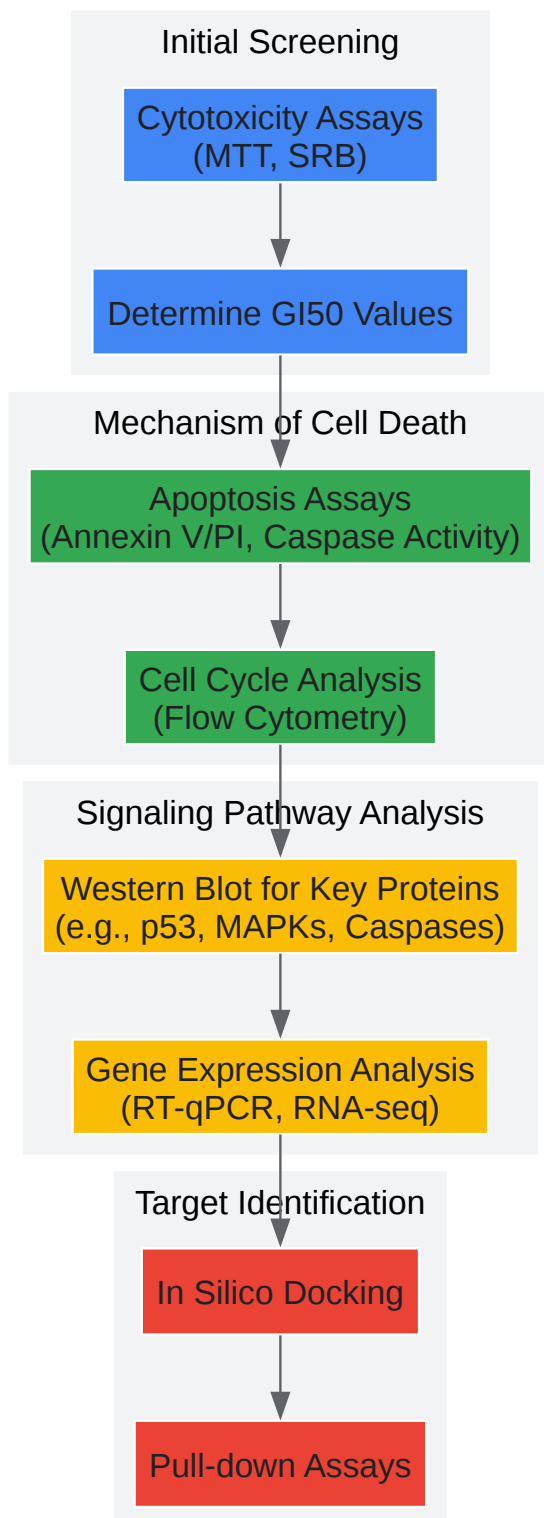 Initial Screening
Cytotoxicity Assays
(MTT, SRB)
Determine GI50 Values
Mechanism of Cell Death
Apoptosis Assays
(Annexin V/PI, Caspase Activity)
Cell Cycle Analysis
(Flow Cytometry)
Signaling Pathway Analysis
Western Blot for Key Proteins
(e.g., p53, MAPKs, Caspases)
Gene Expression Analysis
(RT-qPCR, RNA-seq)
Target Identification
In Silico Docking
Pull-down Assays